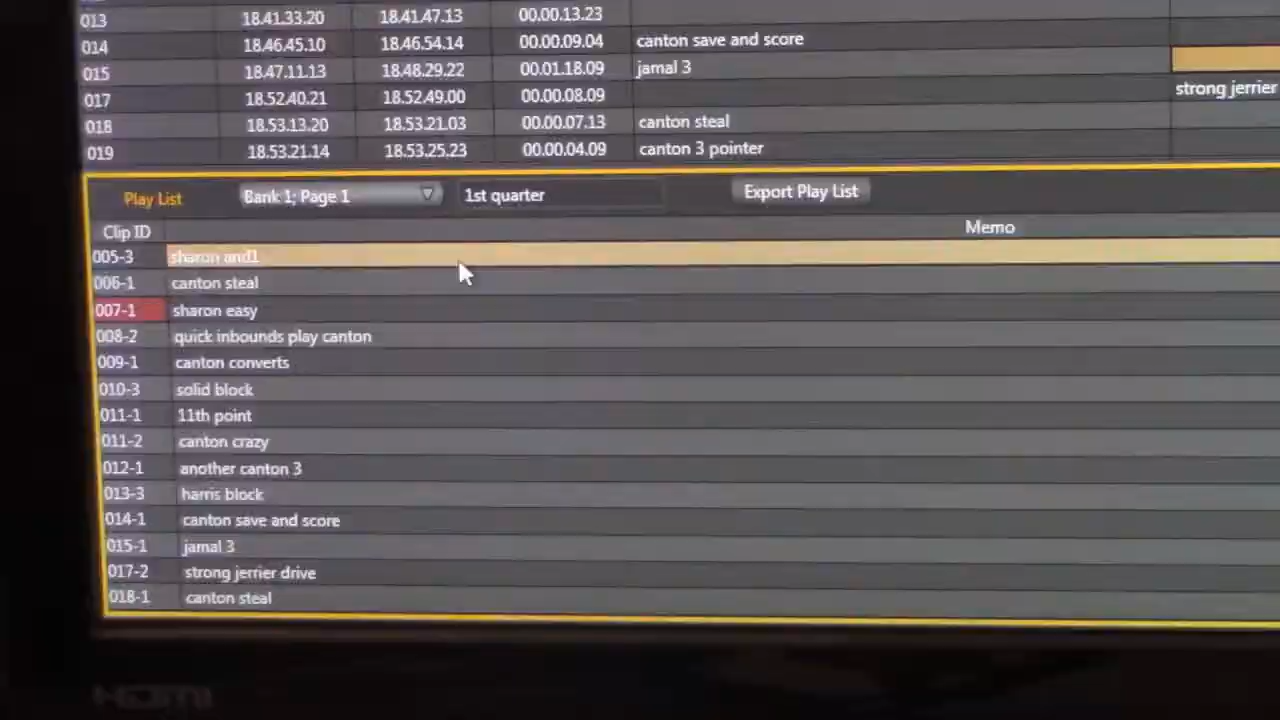 013 18.41.33.20 18.41.47.13 00.00.13.23
014 18.46.45.10 18.46.54.14 00.00.09.04 canton save and score
015 18.47.11.13 18.48.29.22 00.01.18.09 jamal 3
017 18.52.40.21 18.52.49.00 00.00.08.09 strong jerrier
018 18.53.13.20 18.53.21.03 00.00.07.13 canton steal
019 18.53.21.14 18.53.25.23 00.00.04.09 canton 3 pointer
Play List Bank 1; Page 1 1st quarter Export Play List
Clip ID Memo
005-3 sharon and1
006-1 canton steal
007-1 sharon easy
008-2 quick inbounds play canton
009-1 canton converts
010-3 solid block
011-1 11th point
011-2 canton crazy
012-1 another canton 3
013-3 harris block
014-1 canton save and score
015-1 jamal 3
017-2 strong jerrier drive
018-1 canton steal
HDMI